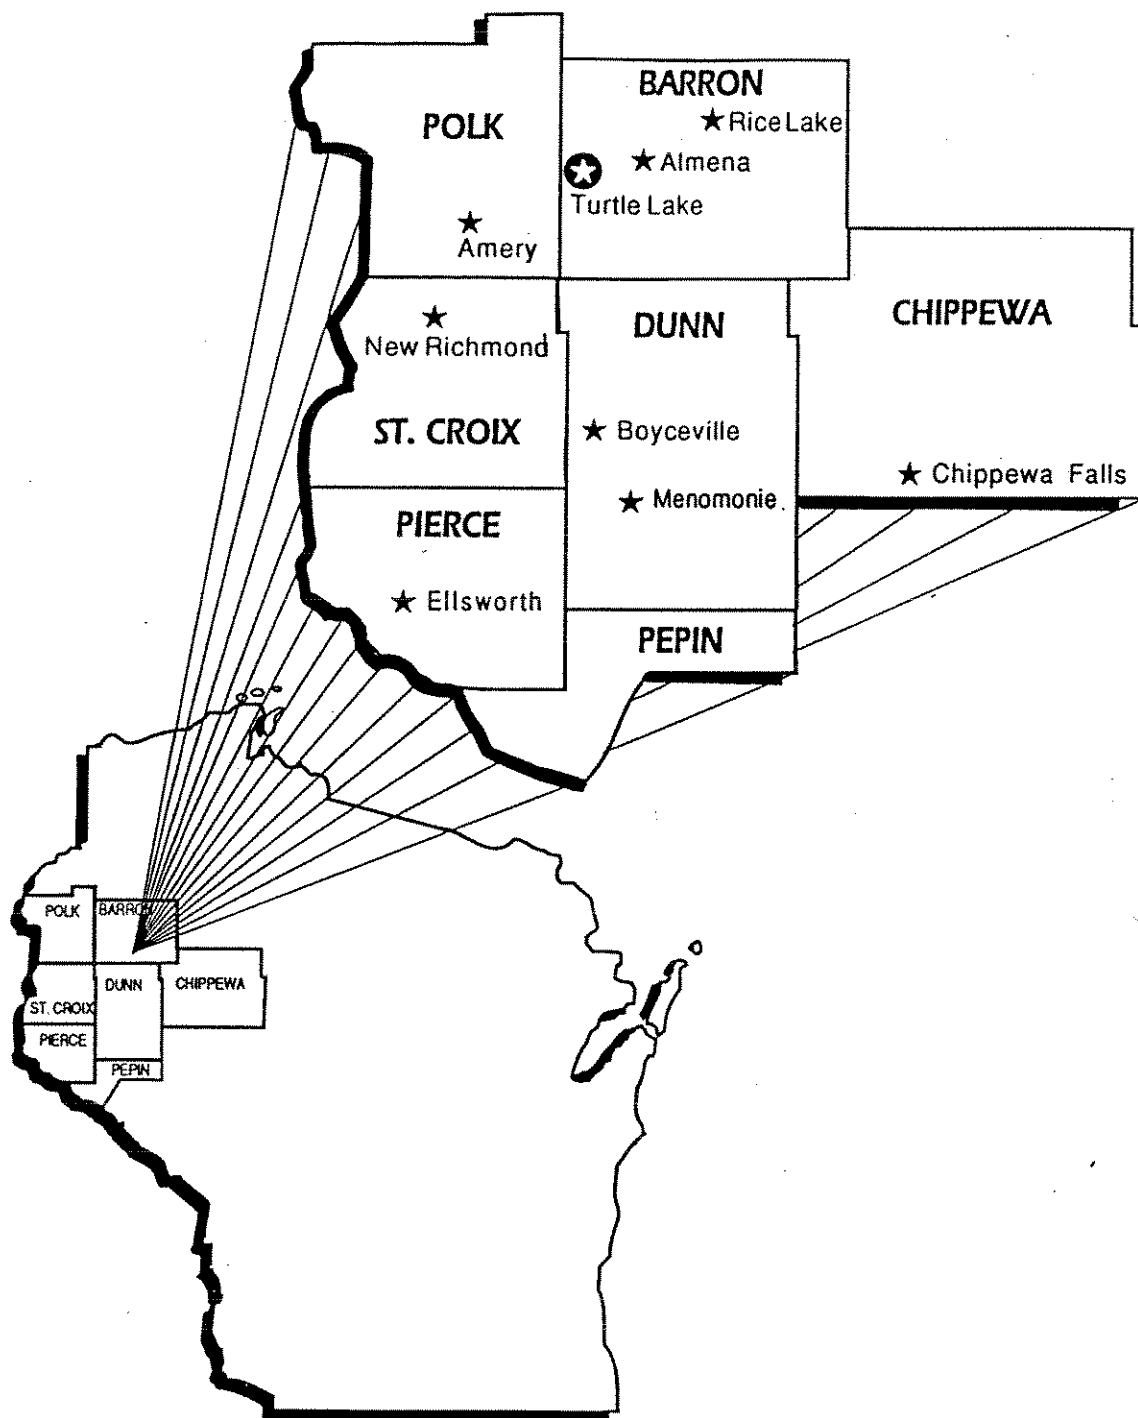 BARRON
POLK
Rice Lake
Almena
Turtle Lake
Amery
CHIPPEWA
DUNN
New Richmond
ST. CROIX
Boyceville
Chippewa Falls
Menomonie
PIERCE
Ellsworth
PEPIN
POLK
BARRON
DUNN
CHIPPEWA
ST. CROIX
PIERCE
PEPIN